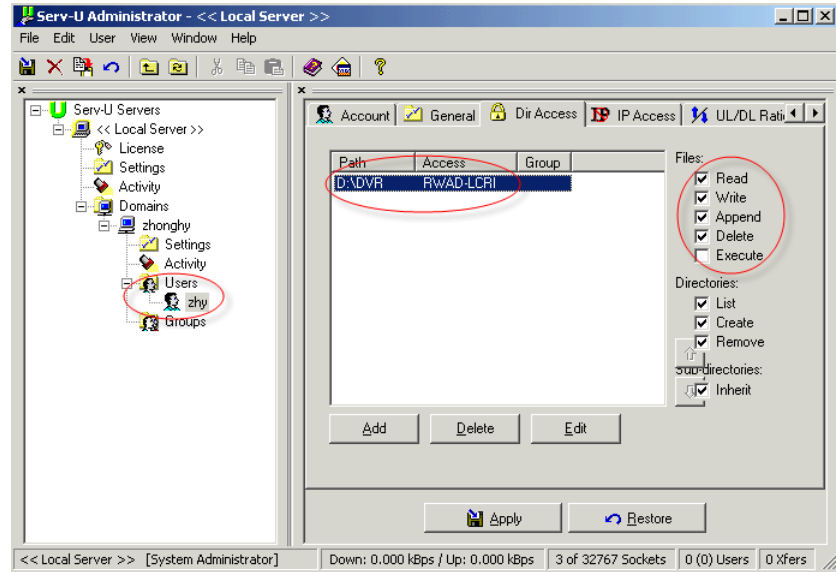 Serv-U Administrator - << Local Server >>
File Edit User View Window Help
Serv-U Servers
<< Local Server >>
License
Settings
Activity
Domains
zhonghy
Settings
Activity
Users
zhy
Groups
Account General Dir Access IP Access UL/DL Rati
Path Access Group
D:\DVR RWAD-LCRI
Files:
Read
Write
Append
Delete
Execute
Directories:
List
Create
Remove
Sub-directories:
Inherit
Add Delete Edit
Apply Restore
<< Local Server >> [System Administrator] Down: 0.000 kBps / Up: 0.000 kBps 3 of 32767 Sockets 0 (0) Users 0 Xfers